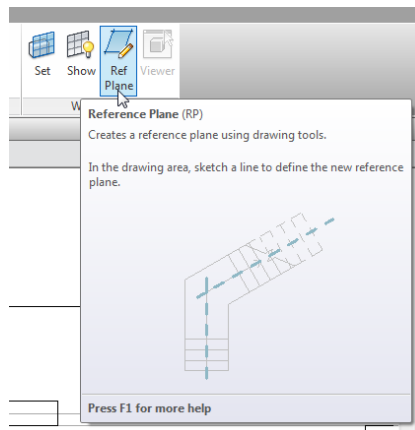 Set Show Ref Viewer
Plane
W
Reference Plane (RP)
Creates a reference plane using drawing tools.
In the drawing area, sketch a line to define the new reference
plane.
Press F1 for more help